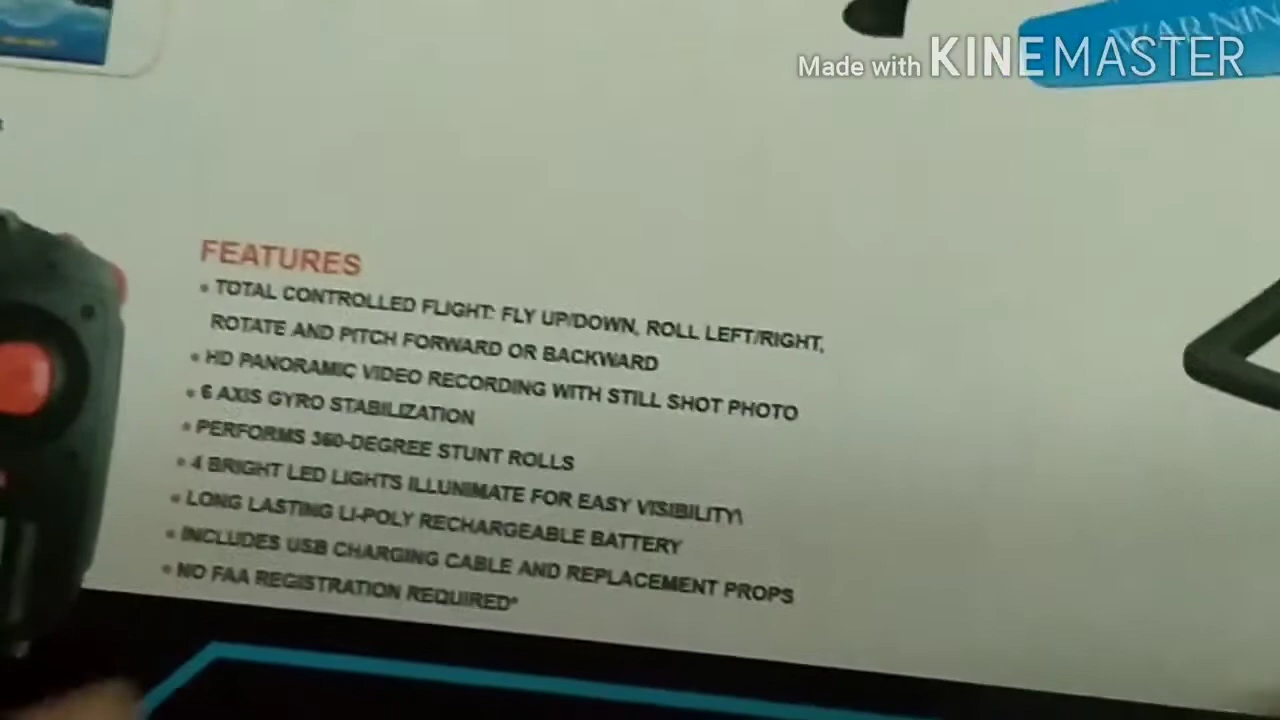 Made with KINEMASTER
FEATURES
• TOTAL CONTROLLED FLIGHT: FLY UP/DOWN, ROLL LEFT/RIGHT,
ROTATE AND PITCH FORWARD OR BACKWARD
• HD PANORAMIC VIDEO RECORDING WITH STILL SHOT PHOTO
• 6 AXIS GYRO STABILIZATION
• PERFORMS 360-DEGREE STUNT ROLLS
• 4 BRIGHT LED LIGHTS ILLUNIMATE FOR EASY VISIBILITY\
• LONG LASTING LI-POLY RECHARGEABLE BATTERY
• INCLUDES USB CHARGING CABLE AND REPLACEMENT PROPS
• NO FAA REGISTRATION REQUIRED*